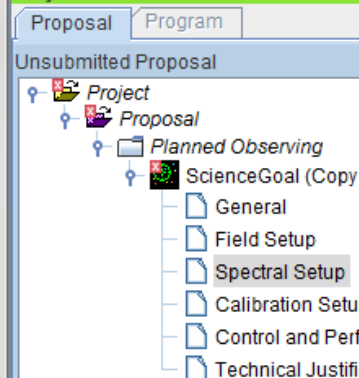 Proposal Program
Unsubmitted Proposal
Project
Proposal
Planned Observing
ScienceGoal (Copy
General
Field Setup
Spectral Setup
Calibration Setu
Control and Perf
Technical Justifi